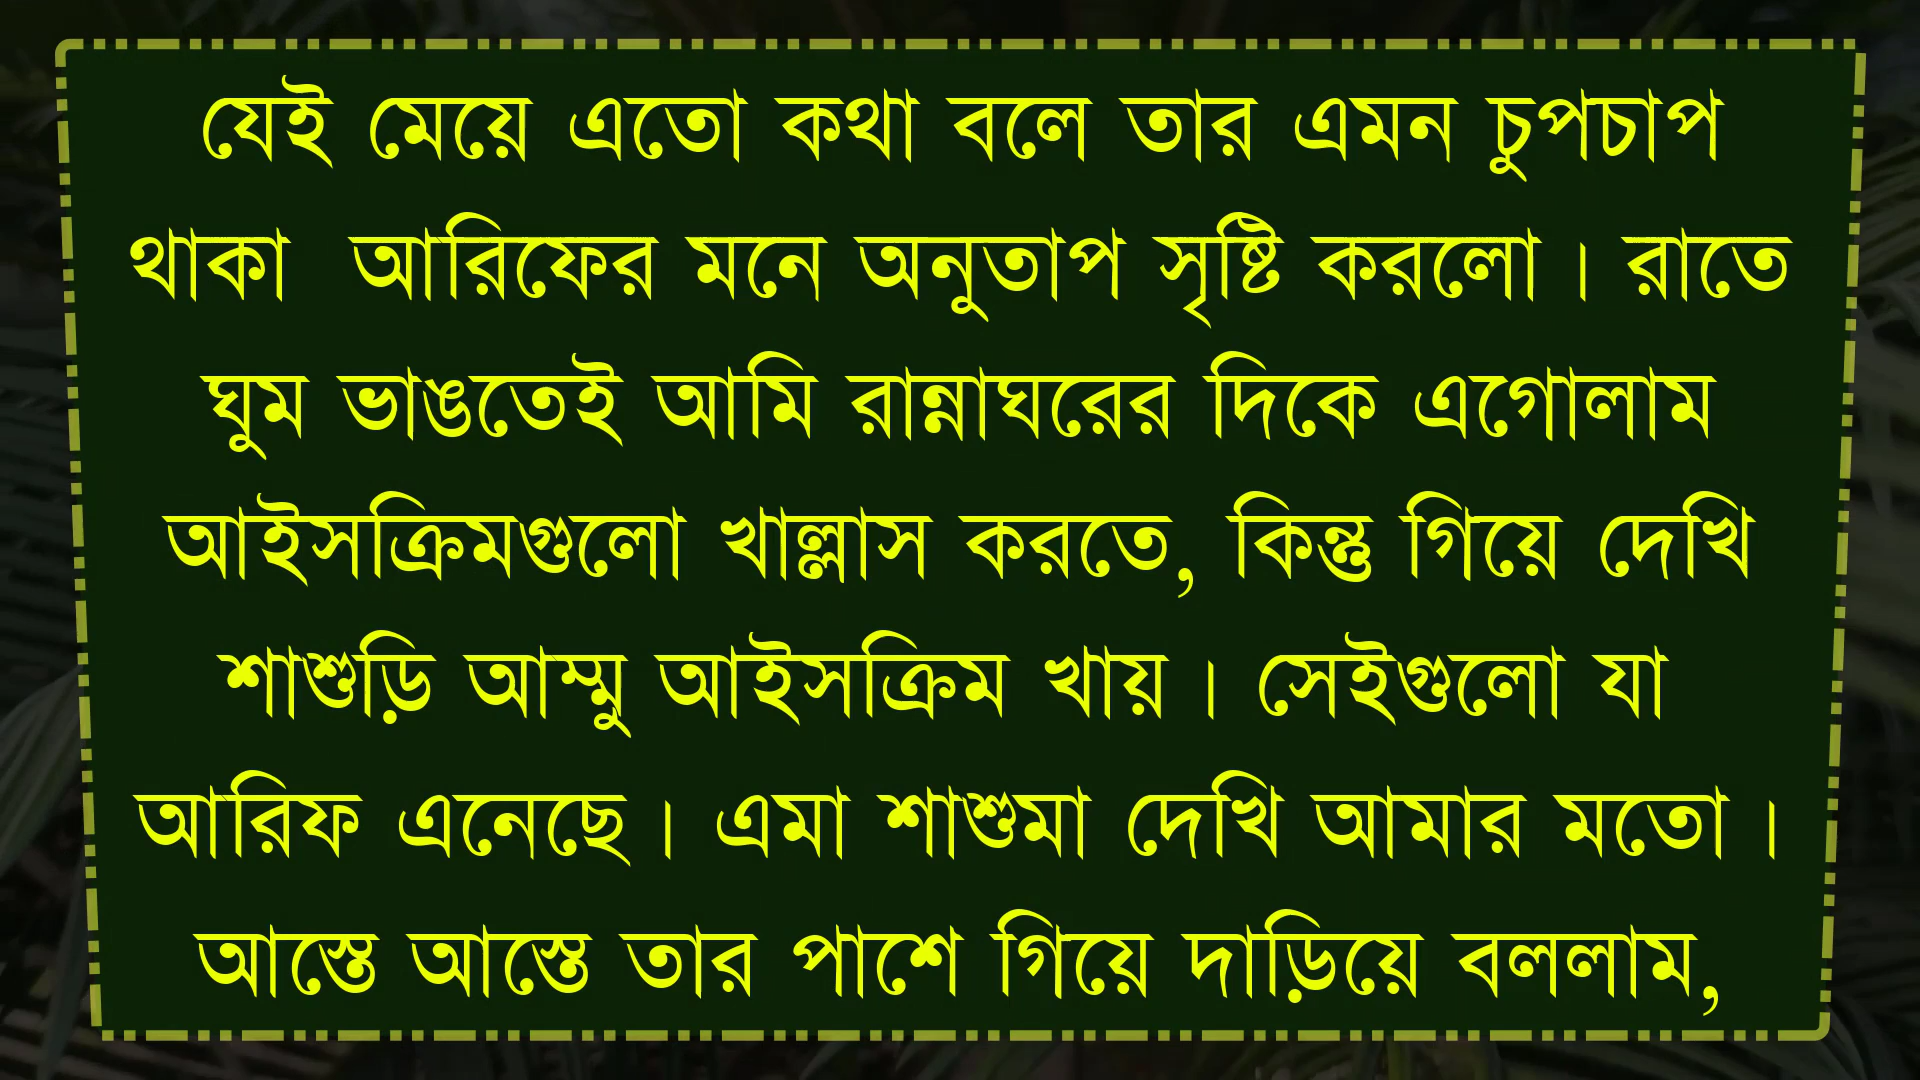 যেই মেয়ে এতো কথা বলে তার এমন চুপচাপ
থাকা আরিফের মনে অনুতাপ সৃষ্টি করলো। রাতে
ঘুম ভাঙতেই আমি রান্নাঘরের দিকে এগোলাম
আইসক্রিমগুলো খাল্লাস করতে, কিন্তু গিয়ে দেখি
শাশুড়ি আম্মু আইসক্রিম খায়। সেইগুলো যা
আরিফ এনেছে। এমা শাশুমা দেখি আমার মতো।
আস্তে আস্তে তার পাশে গিয়ে দাড়িয়ে বললাম,